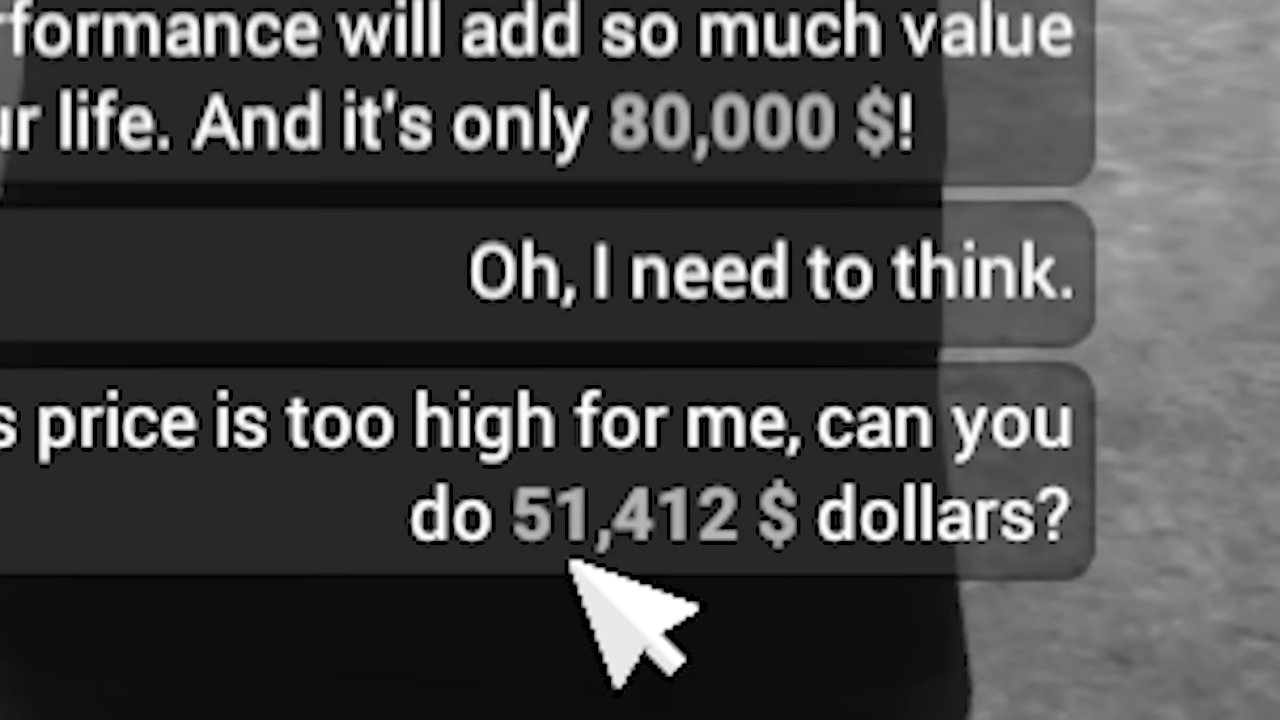 rformance will add so much value
ur life. And it's only 80,000 $!
Oh, I need to think.
s price is too high for me, can you
do 51,412 $ dollars?